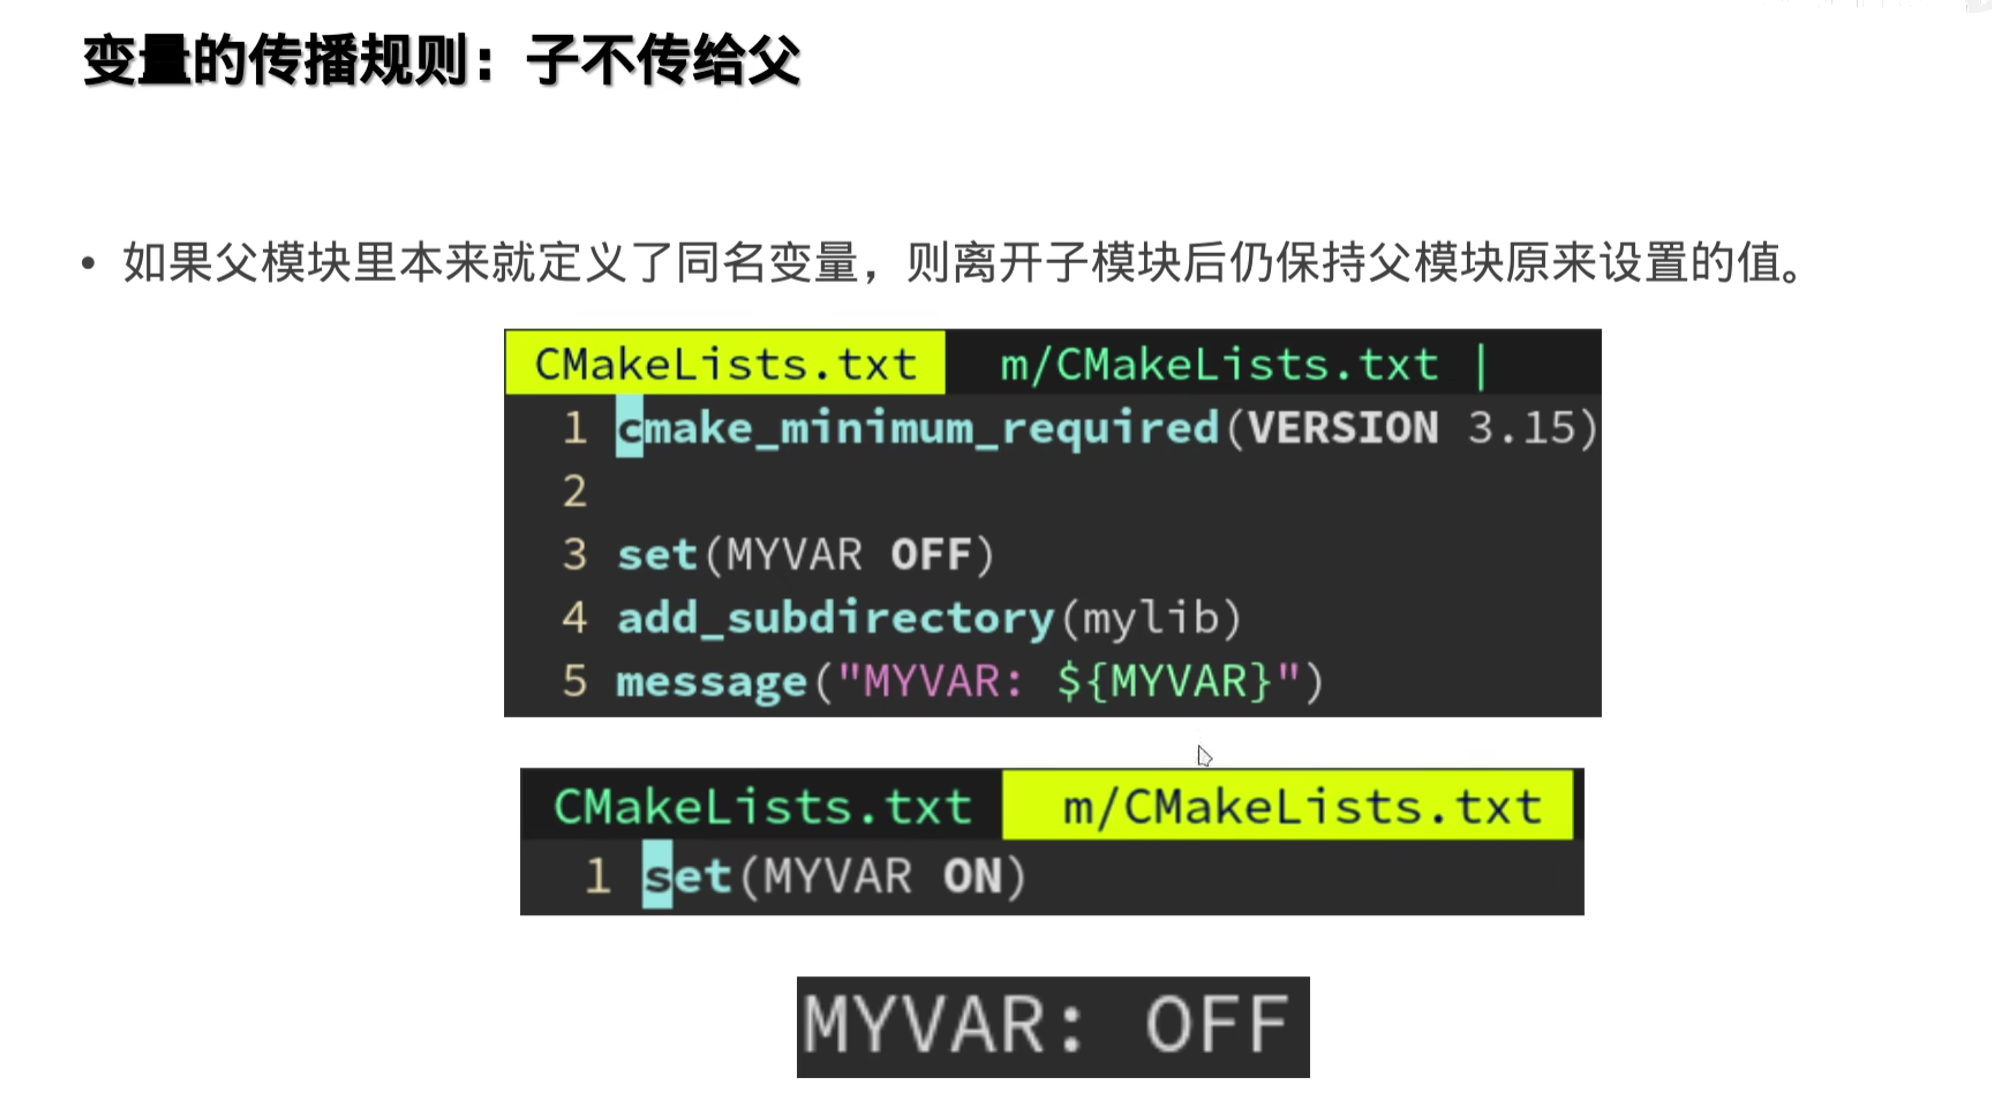 变量的传播规则：子不传给父
• 如果父模块里本来就定义了同名变量，则离开子模块后仍保持父模块原来设置的值。
CMakeLists.txt m/CMakeLists.txt |
1 cmake_minimum_required(VERSION 3.15)
2
3 set(MYVAR OFF)
4 add_subdirectory(mylib)
5 message("MYVAR: ${MYVAR}")
CMakeLists.txt m/CMakeLists.txt
1 set(MYVAR ON)
MYVAR: OFF